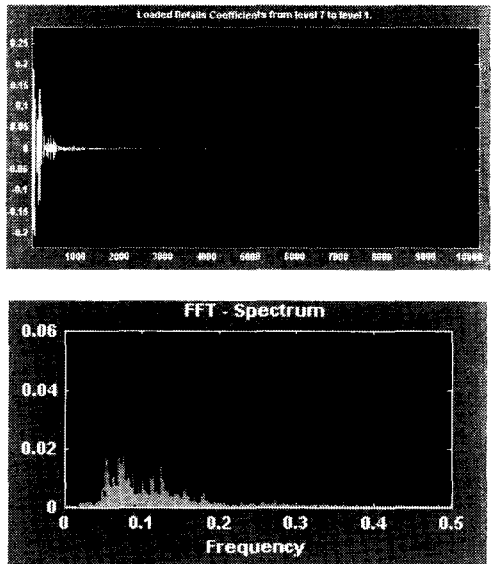 Loaded Details Coefficients from level 7 to level 1.
0.25
0.2
0.15
0.1
0.05
0
-0.05
-0.1
-0.15
-0.2
1000 2000 3000 4000 5000 6000 7000 8000 9000 10000
FFT - Spectrum
0.06
0.04
0.02
0
0 0.1 0.2 0.3 0.4 0.5
Frequency